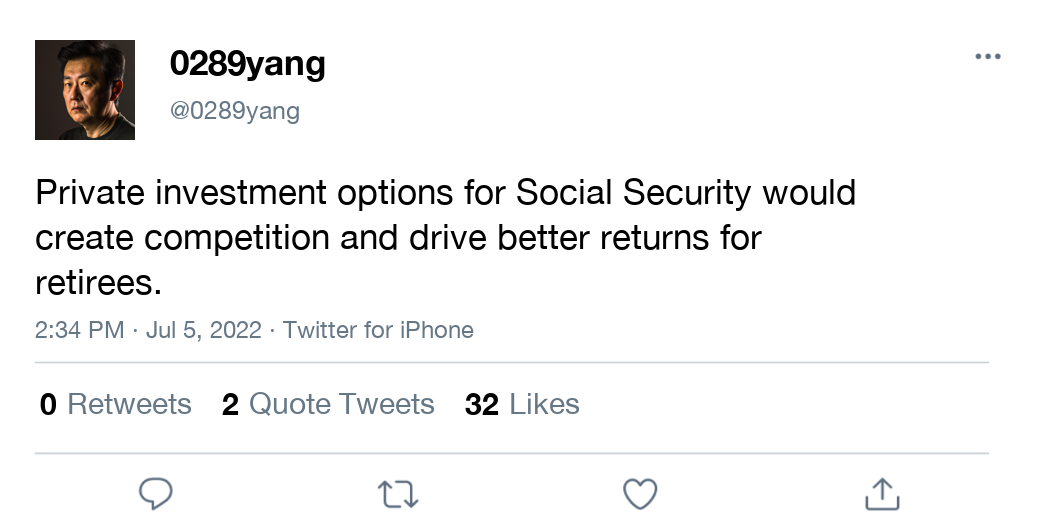 0289yang
@0289yang
Private investment options for Social Security would
create competition and drive better returns for
retirees.
2:34 PM · Jul 5, 2022 · Twitter for iPhone
0 Retweets 2 Quote Tweets 32 Likes